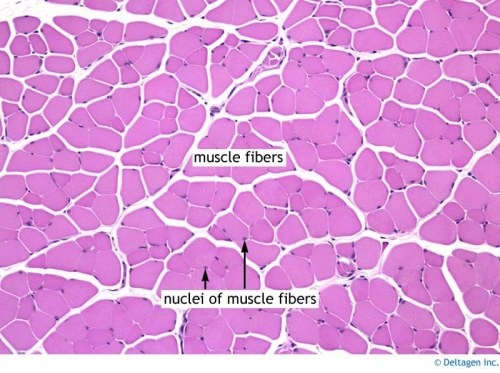 muscle fibers
nuclei of muscle fibers
© Deltagen Inc.